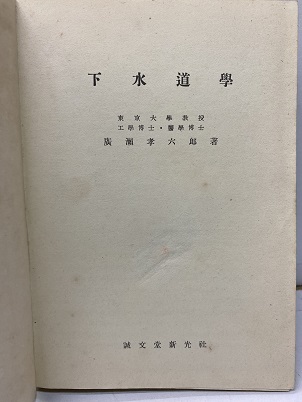 下水道學
東京大學教授
工學博士・醫學博士
廣瀨孝六郎著
誠文堂新光社